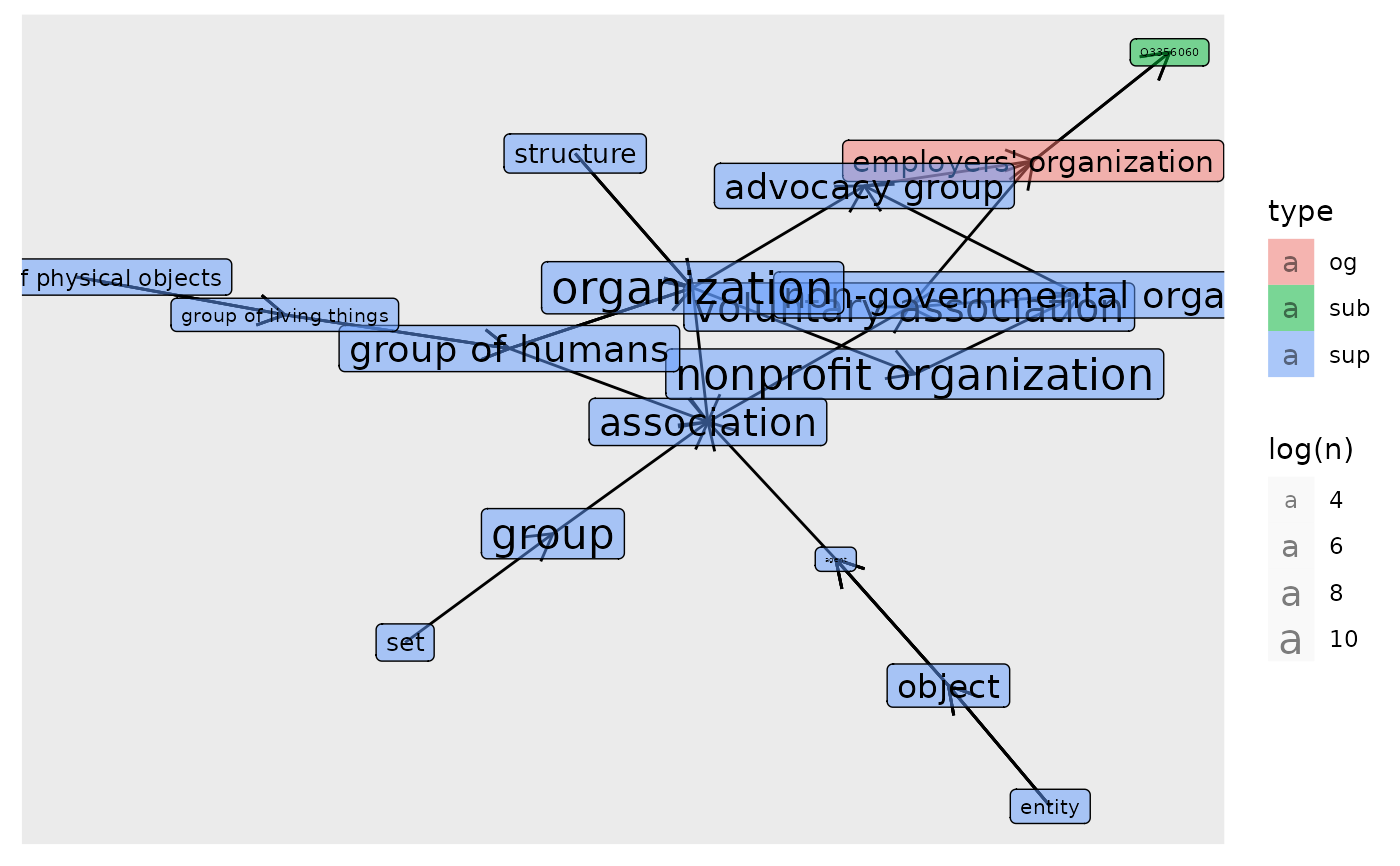 Q3356060
structure
employers' organization
advocacy group
f physical objects
organization
non-governmental orga
voluntary association
group of living things
group of humans
nonprofit organization
association
group
agent
set
object
entity
type
a og
a sub
a sup
log(n)
a 4
a 6
a 8
a 10